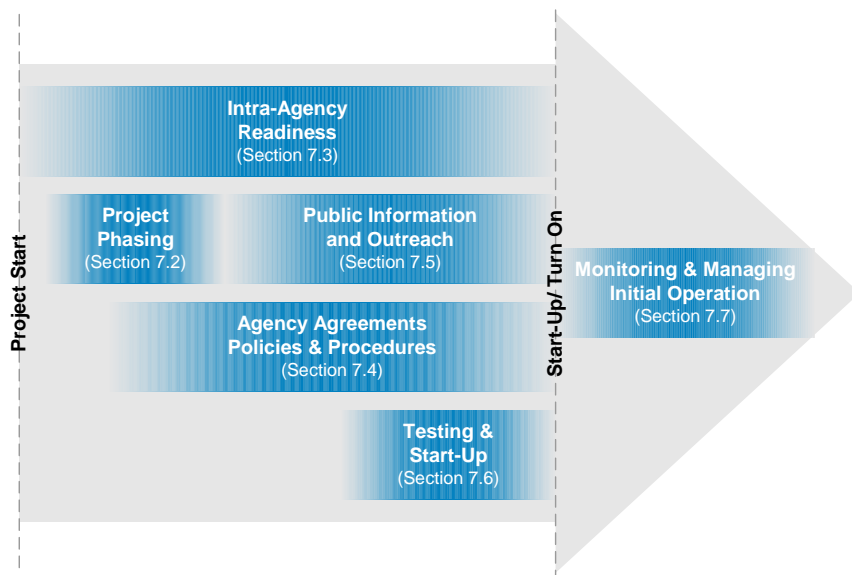 Project Start
Intra-Agency
Readiness
(Section 7.3)
Project
Phasing
(Section 7.2)
Public Information
and Outreach
(Section 7.5)
Agency Agreements
Policies & Procedures
(Section 7.4)
Testing &
Start-Up
(Section 7.6)
Start-Up/ Turn On
Monitoring & Managing
Initial Operation
(Section 7.7)